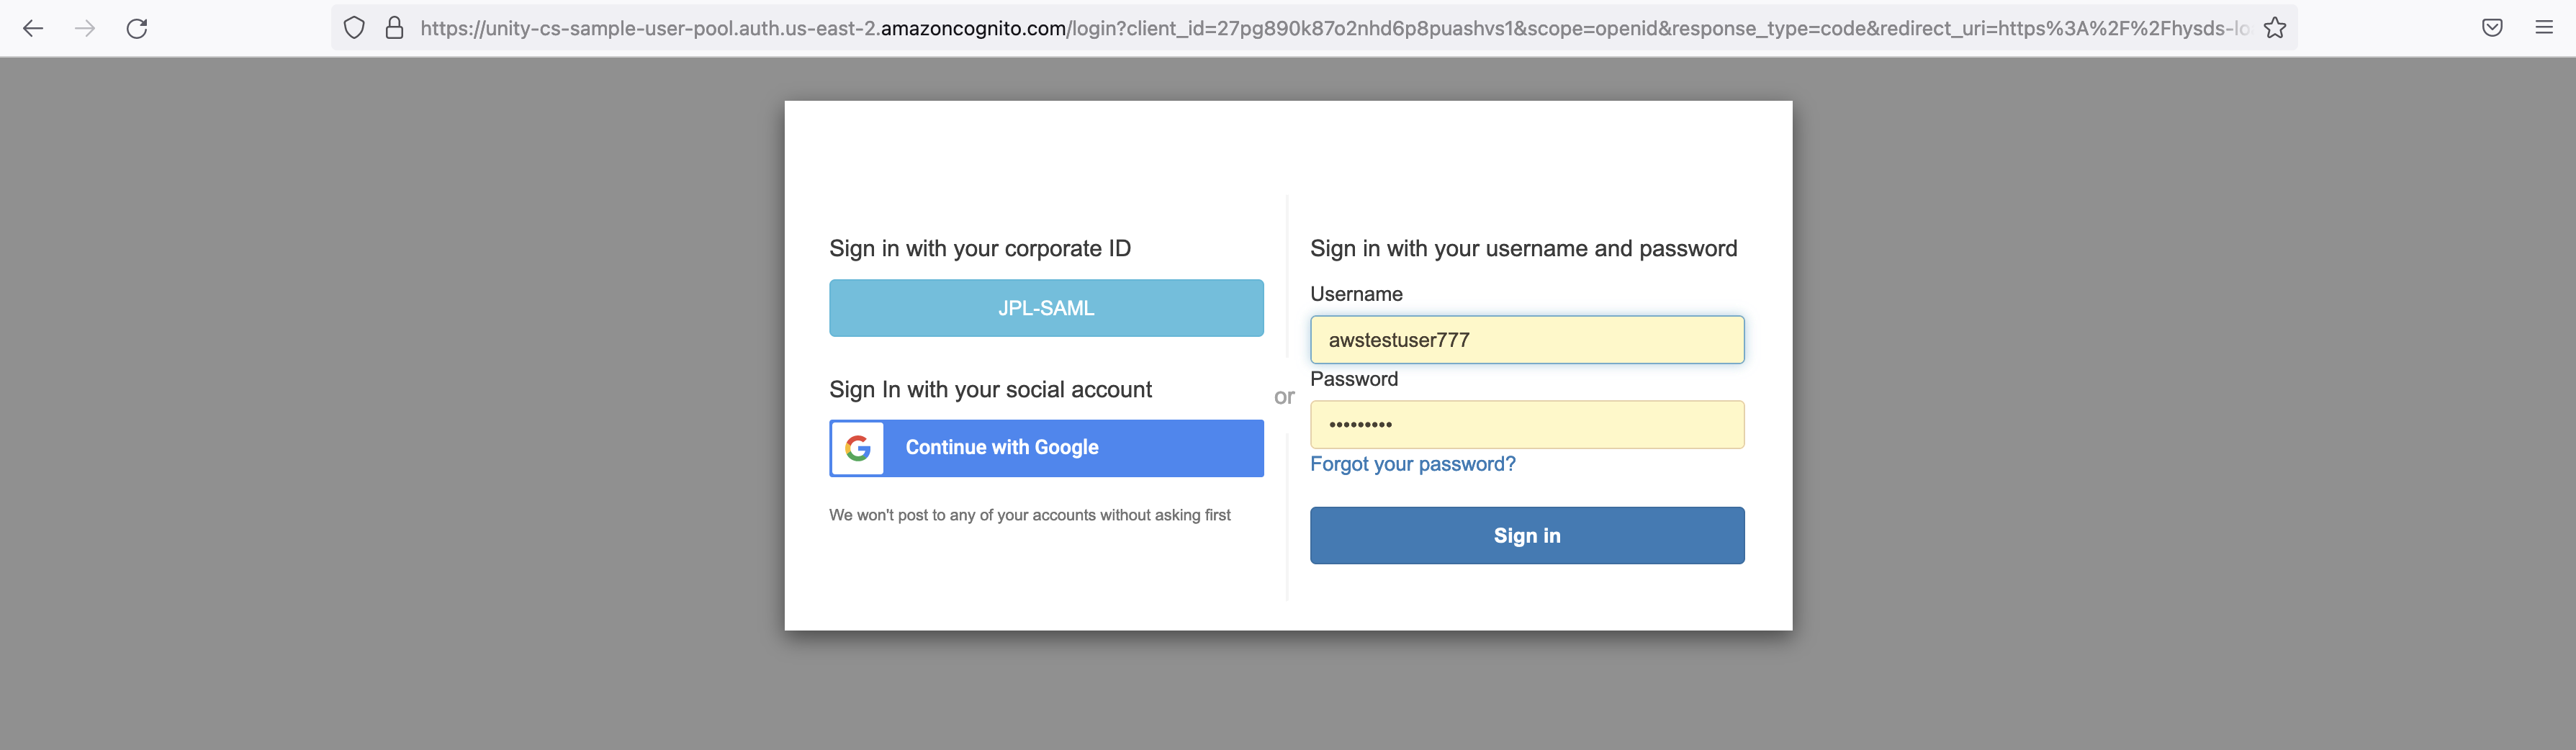 https://unity-cs-sample-user-pool.auth.us-east-2.amazoncognito.com/login?client_id=27pg890k87o2nhd6p8puashvs1&scope=openid&response_type=code&redirect_uri=https%3A%2F%2Fhysds-lo
Sign in with your corporate ID
JPL-SAML
Sign In with your social account
G Continue with Google
We won't post to any of your accounts without asking first
or
Sign in with your username and password
Username
awstestuser777
Password
•••••••••
Forgot your password?
Sign in